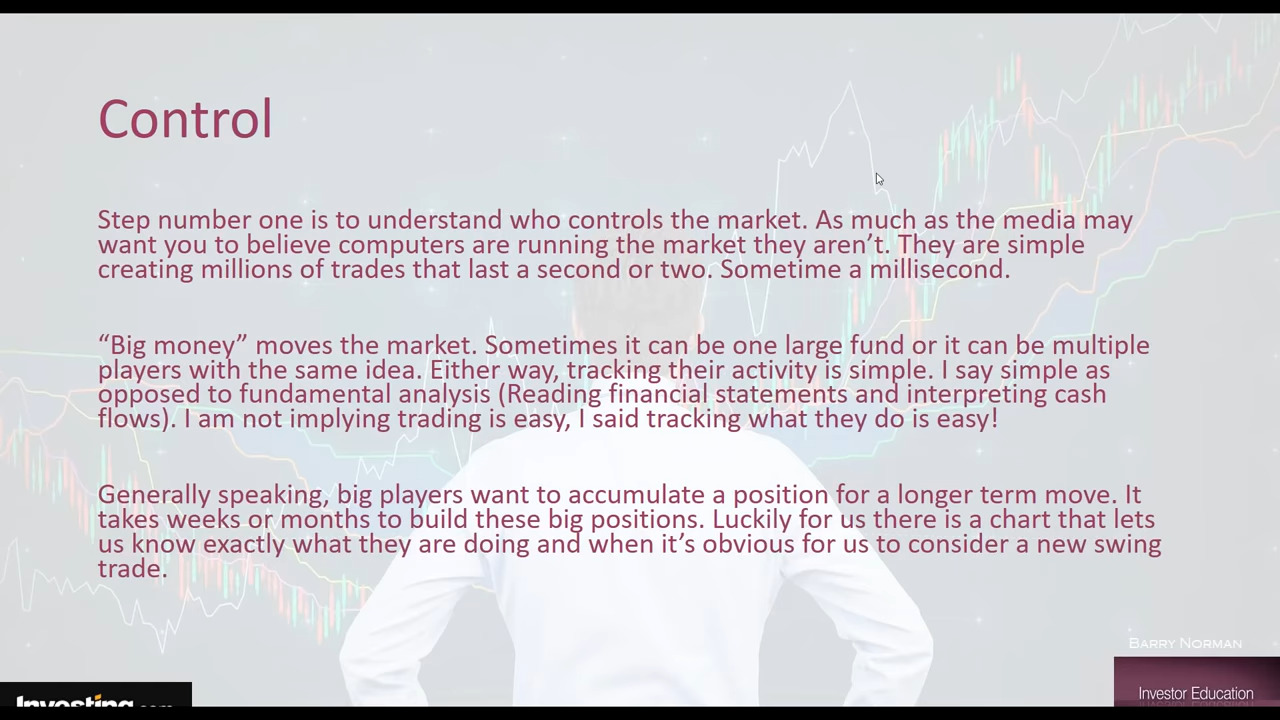 Control
Step number one is to understand who controls the market. As much as the media may
want you to believe computers are running the market they aren’t. They are simple
creating millions of trades that last a second or two. Sometime a millisecond.
“Big money” moves the market. Sometimes it can be one large fund or it can be multiple
players with the same idea. Either way, tracking their activity is simple. I say simple as
opposed to fundamental analysis (Reading financial statements and interpreting cash
flows). I am not implying trading is easy, I said tracking what they do is easy!
Generally speaking, big players want to accumulate a position for a longer term move. It
takes weeks or months to build these big positions. Luckily for us there is a chart that lets
us know exactly what they are doing and when it’s obvious for us to consider a new swing
trade.
Barry Norman
Investing.com
Investor Education